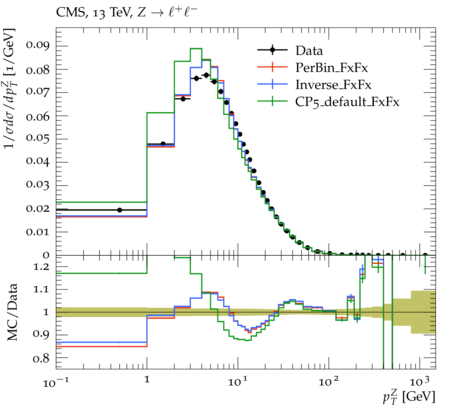 CMS, 13 TeV, Z → ℓ⁺ℓ⁻
1/σdσ/dp_T^Z [1/GeV]
0.09
0.08
0.07
0.06
0.05
0.04
0.03
0.02
0.01
0
Data
PerBin_FxFx
Inverse_FxFx
CP5_default_FxFx
MC/Data
1.2
1.1
1
0.9
0.8
10⁻¹ 1 10¹ 10² 10³
p_T^Z [GeV]